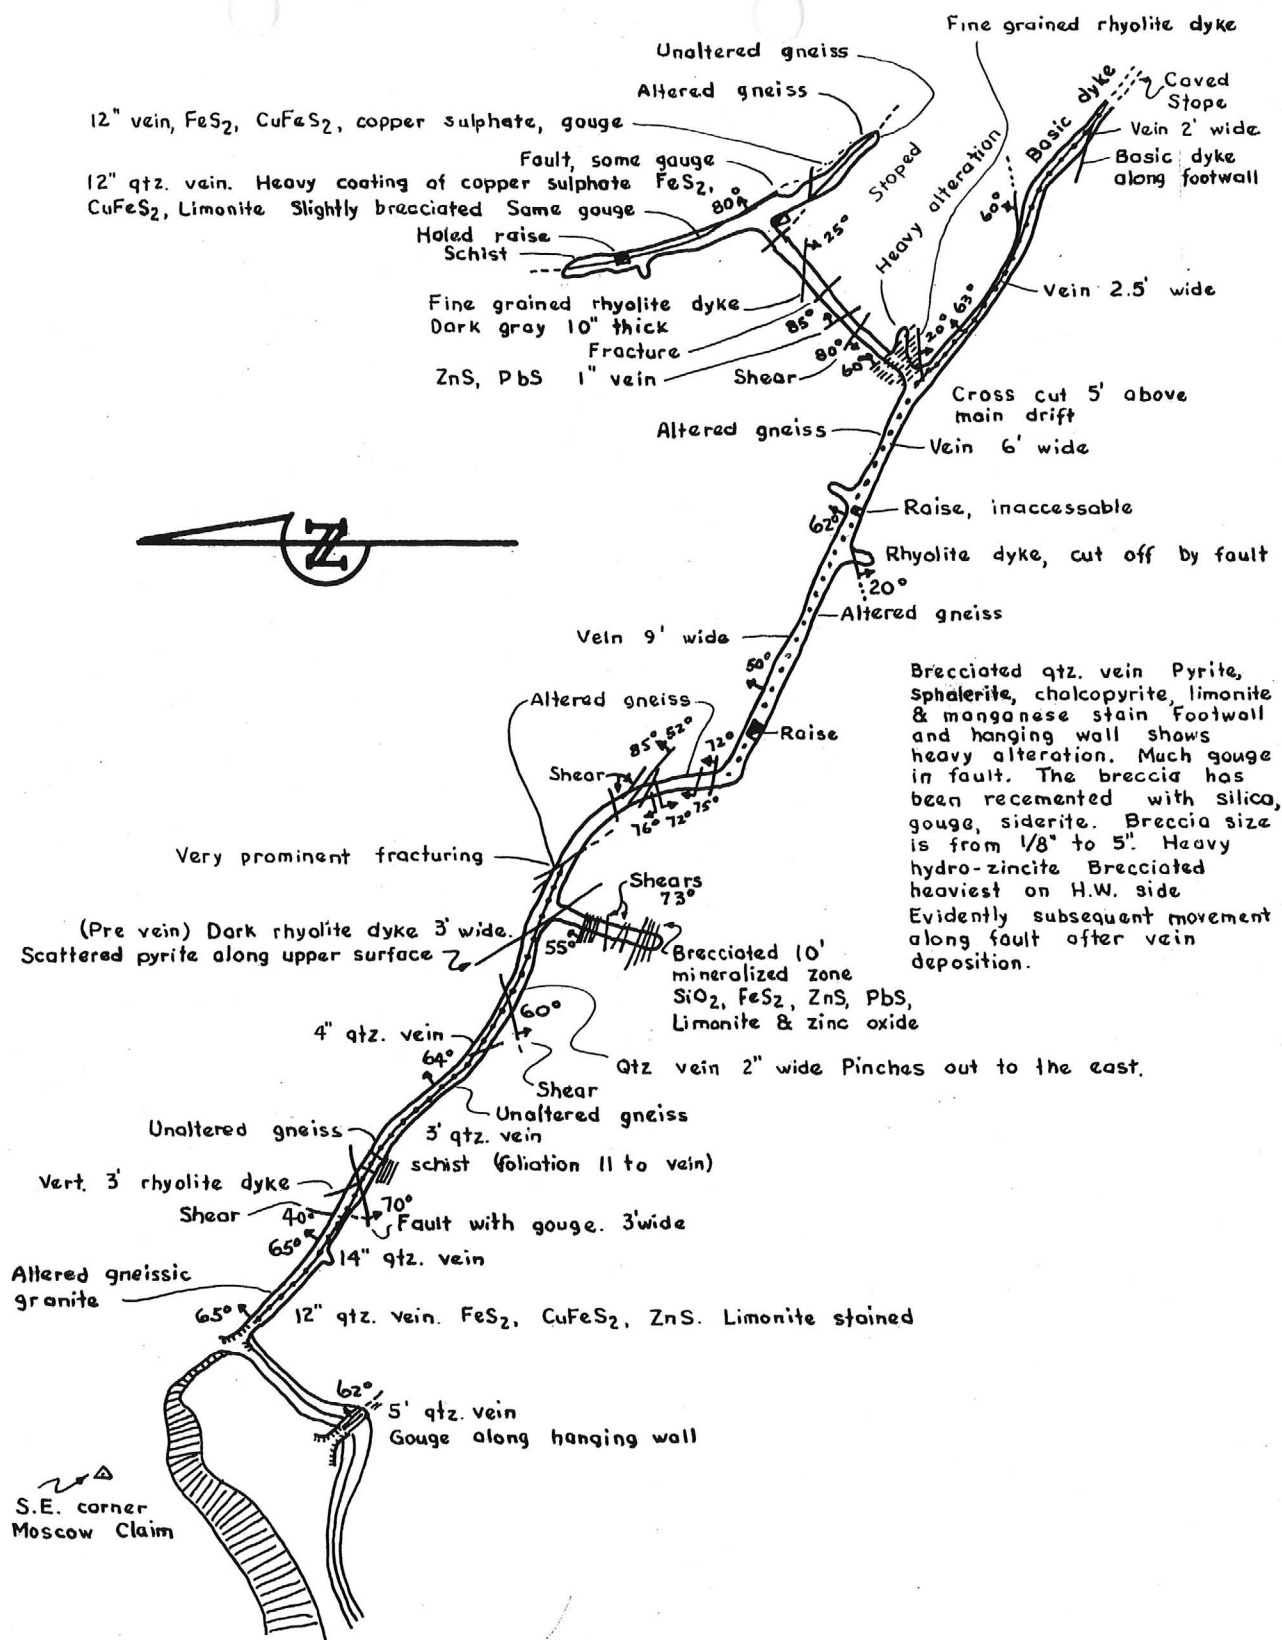 Fine grained rhyolite dyke
Unaltered gneiss
Altered gneiss
Basic dyke
Caved
Stope
12" vein, FeS2, CuFeS2, copper sulphate, gouge
Vein 2' wide
Fault, some gauge
Basic dyke
along footwall
12" qtz. vein. Heavy coating of copper sulphate FeS2,
CuFeS2, Limonite Slightly brecciated Some gouge
80°
Stoped
Heavy alteration
60°
Holed raise
Schist
25°
Vein 2.5' wide
Fine grained rhyolite dyke
Dark gray 10" thick
85°
20°
63°
Fracture
80°
60°
ZnS, PbS 1" vein
Shear
Cross cut 5' above
main drift
Altered gneiss
Vein 6' wide
Raise, inaccessable
62°
N
Rhyolite dyke, cut off by fault
20°
Altered gneiss
Vein 9' wide
50°
Brecciated qtz. vein Pyrite,
Sphalerite, chalcopyrite, limonite
& manganese stain Footwall
and hanging wall shows
heavy alteration. Much gouge
in fault. The breccia has
been recemented with silica,
gouge, siderite. Breccia size
is from 1/8" to 5". Heavy
hydro-zincite Brecciated
heaviest on H.W. side
Evidently subsequent movement
along fault after vein
deposition.
Altered gneiss
85°
52°
72°
Raise
Shear
76°
72°
75°
Very prominent fracturing
Shears
73°
(Pre vein) Dark rhyolite dyke 3' wide.
Scattered pyrite along upper surface
55°
Brecciated 10'
mineralized zone
SiO2, FeS2, ZnS, PbS,
Limonite & zinc oxide
60°
4" qtz. vein
64°
Qtz vein 2" wide Pinches out to the east.
Shear
Unaltered gneiss
Unaltered gneiss
3' qtz. vein
schist (foliation 11 to vein)
Vert. 3' rhyolite dyke
Shear
40°
70°
Fault with gouge. 3'wide
65°
14" qtz. vein
Altered gneissic
granite
65°
12" qtz. vein. FeS2, CuFeS2, ZnS. Limonite stained
62°
5' qtz. vein
Gouge along hanging wall
S.E. corner
Moscow Claim